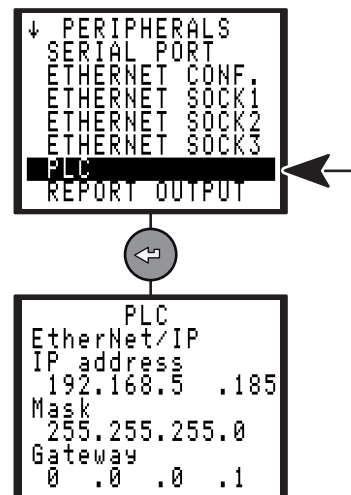 ↓ PERIPHERALS
SERIAL PORT
ETHERNET CONF.
ETHERNET SOCK1
ETHERNET SOCK2
ETHERNET SOCK3
PLC
REPORT OUTPUT
PLC
EtherNet/IP
IP address
192.168.5 .185
Mask
255.255.255.0
Gateway
0 .0 .0 .1